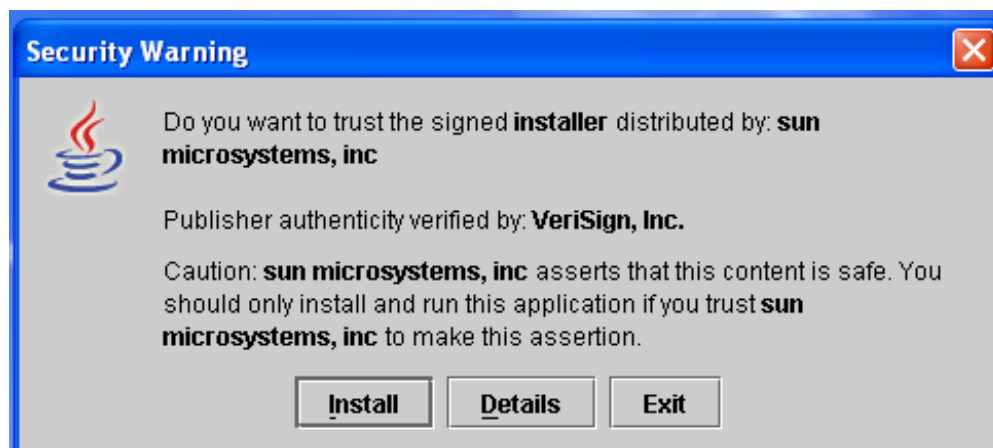 Security Warning
Do you want to trust the signed installer distributed by: sun
microsystems, inc
Publisher authenticity verified by: VeriSign, Inc.
Caution: sun microsystems, inc asserts that this content is safe. You
should only install and run this application if you trust sun
microsystems, inc to make this assertion.
Install Details Exit